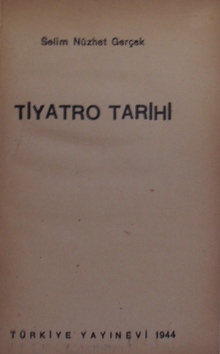 Selim Nüzhet Gerçek
TİYATRO TARİHİ
TÜRKİYE YAYINEVİ 1944